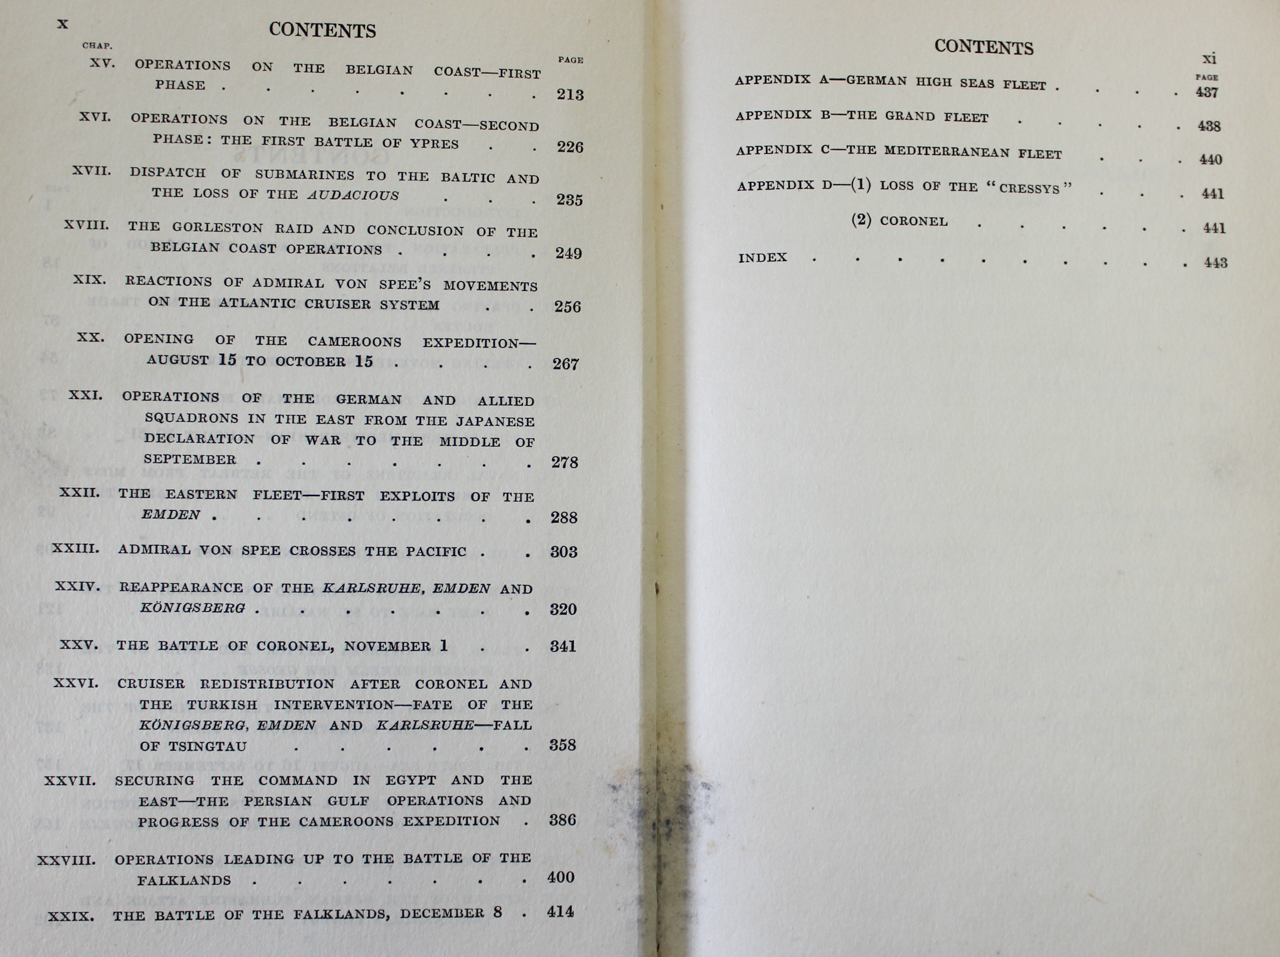 X
CONTENTS
CHAP.
PAGE
XV. OPERATIONS ON THE BELGIAN COAST—FIRST
PHASE . . . . . . . . 213
XVI. OPERATIONS ON THE BELGIAN COAST—SECOND
PHASE: THE FIRST BATTLE OF YPRES . . 226
XVII. DISPATCH OF SUBMARINES TO THE BALTIC AND
THE LOSS OF THE AUDACIOUS . . . 235
XVIII. THE GORLESTON RAID AND CONCLUSION OF THE
BELGIAN COAST OPERATIONS . . . . 249
XIX. REACTIONS OF ADMIRAL VON SPEE'S MOVEMENTS
ON THE ATLANTIC CRUISER SYSTEM . . 256
XX. OPENING OF THE CAMEROONS EXPEDITION—
AUGUST 15 TO OCTOBER 15 . . . . 267
XXI. OPERATIONS OF THE GERMAN AND ALLIED
SQUADRONS IN THE EAST FROM THE JAPANESE
DECLARATION OF WAR TO THE MIDDLE OF
SEPTEMBER . . . . . . . 278
XXII. THE EASTERN FLEET—FIRST EXPLOITS OF THE
EMDEN . . . . . . . . 288
XXIII. ADMIRAL VON SPEE CROSSES THE PACIFIC . . 303
XXIV. REAPPEARANCE OF THE KARLSRUHE, EMDEN AND
KÖNIGSBERG . . . . . . . 320
XXV. THE BATTLE OF CORONEL, NOVEMBER 1 . . 341
XXVI. CRUISER REDISTRIBUTION AFTER CORONEL AND
THE TURKISH INTERVENTION—FATE OF THE
KÖNIGSBERG, EMDEN AND KARLSRUHE—FALL
OF TSINGTAU . . . . . . 358
XXVII. SECURING THE COMMAND IN EGYPT AND THE
EAST—THE PERSIAN GULF OPERATIONS AND
PROGRESS OF THE CAMEROONS EXPEDITION . 386
XXVIII. OPERATIONS LEADING UP TO THE BATTLE OF THE
FALKLANDS . . . . . . . 400
XXIX. THE BATTLE OF THE FALKLANDS, DECEMBER 8 . 414
CONTENTS
xi
PAGE
APPENDIX A—GERMAN HIGH SEAS FLEET . . . . 437
APPENDIX B—THE GRAND FLEET . . . . . 438
APPENDIX C—THE MEDITERRANEAN FLEET . . . 440
APPENDIX D—(1) LOSS OF THE "CRESSYS" . . . 441
(2) CORONEL . . . . . . 441
INDEX . . . . . . . . . 443